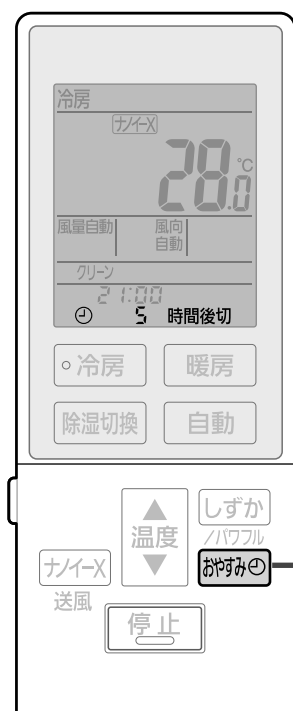 冷房
ナノイーX
28.0℃
風量自動 風向自動
クリーン
21:00
5 時間後切
冷房 暖房
除湿切換 自動
温度
しずか
/パワフル
ナノイーX
おやすみ
送風
停止